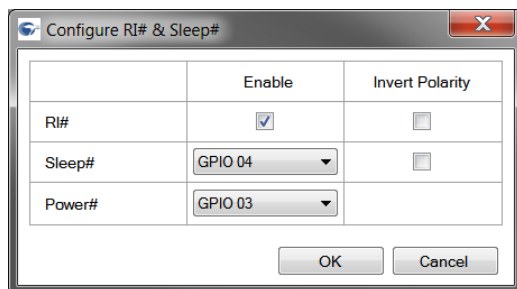 Configure RI# & Sleep#
Enable Invert Polarity
RI#
Sleep# GPIO 04
Power# GPIO 03
OK Cancel